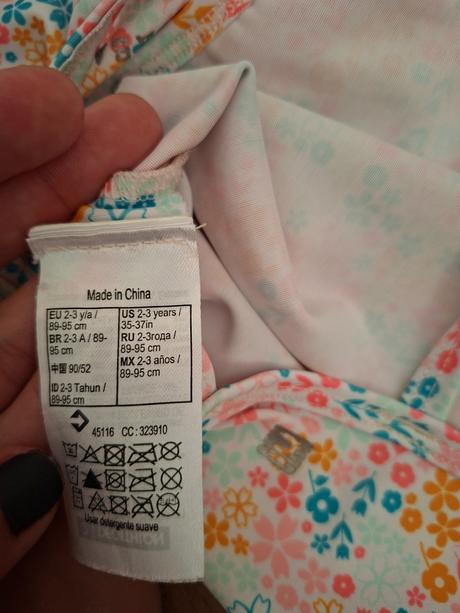 Made in China
EU 2-3 y/a /
89-95 cm
BR 2-3 A / 89-
95 cm
中国 90/52
ID 2-3 Tahun /
89-95 cm
US 2-3 years /
35-37in
RU 2-3года /
89-95 cm
MX 2-3 años /
89-95 cm
45116 CC : 323910
Usar detergente suave